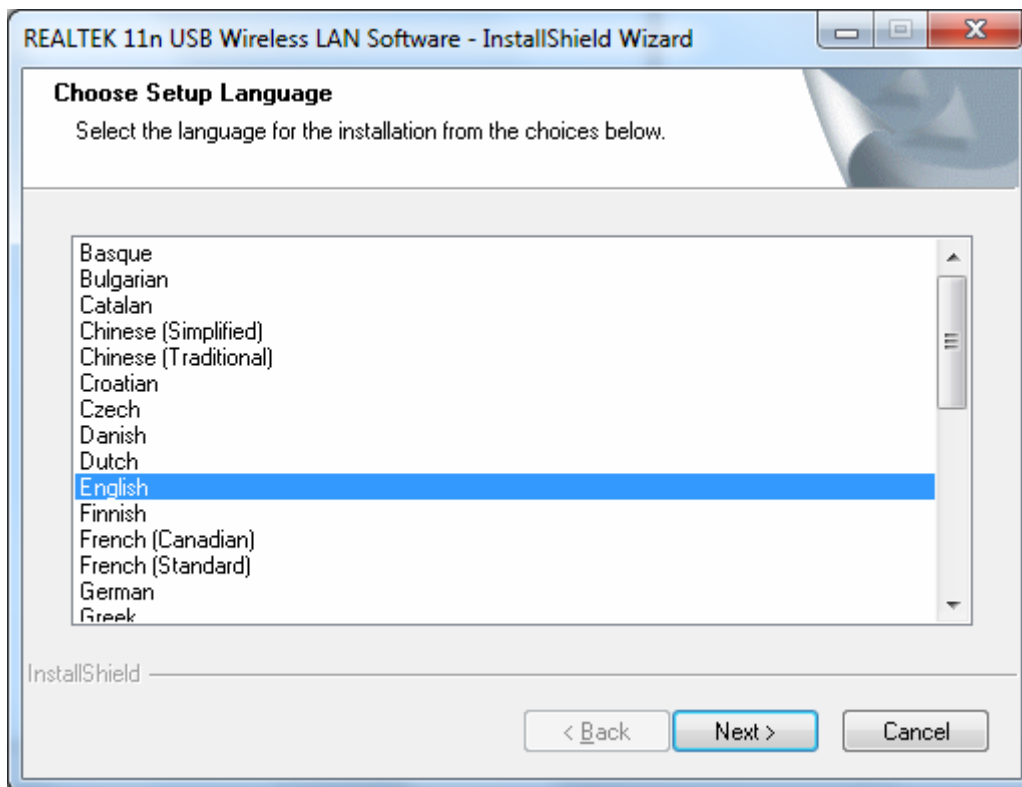 REALTEK 11n USB Wireless LAN Software - InstallShield Wizard
Choose Setup Language
Select the language for the installation from the choices below.
Basque
Bulgarian
Catalan
Chinese (Simplified)
Chinese (Traditional)
Croatian
Czech
Danish
Dutch
English
Finnish
French (Canadian)
French (Standard)
German
Greek
InstallShield
< Back
Next >
Cancel